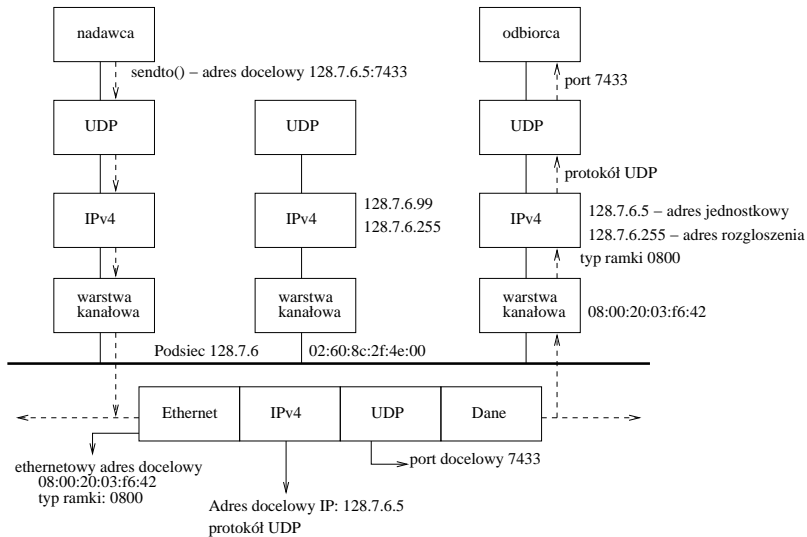 nadawca
odbiorca
sendto() – adres docelowy 128.7.6.5:7433
port 7433
UDP
UDP
UDP
protokół UDP
IPv4
128.7.6.99
128.7.6.255
IPv4
IPv4
128.7.6.5 – adres jednostkowy
128.7.6.255 – adres rozgloszenia
typ ramki 0800
warstwa
kanałowa
warstwa
kanałowa
warstwa
kanałowa
08:00:20:03:f6:42
Podsiec 128.7.6
02:60:8c:2f:4e:00
Ethernet
IPv4
UDP
Dane
ethernetowy adres docelowy
08:00:20:03:f6:42
typ ramki: 0800
port docelowy 7433
Adres docelowy IP: 128.7.6.5
protokół UDP